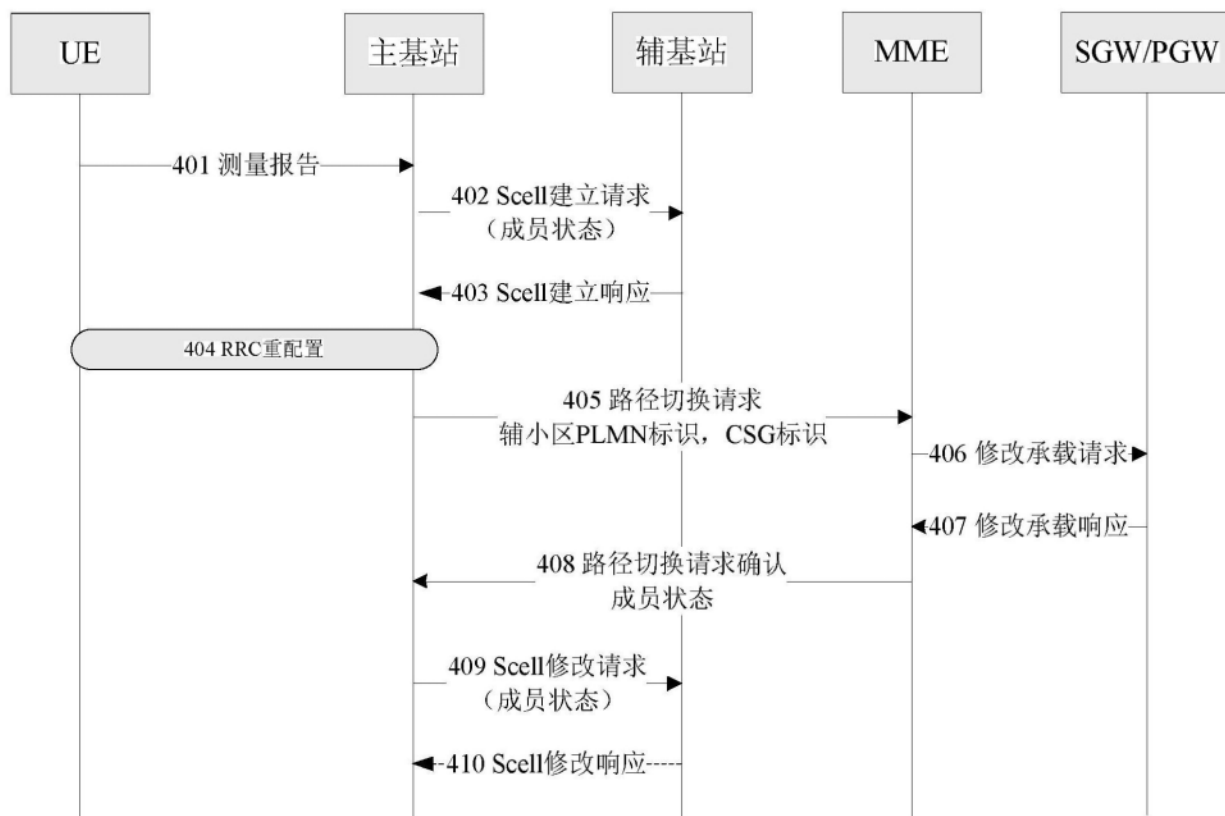 UE
主基站
辅基站
MME
SGW/PGW
401 测量报告
402 Scell建立请求
（成员状态）
403 Scell建立响应
404 RRC重配置
405 路径切换请求
辅小区PLMN标识，CSG标识
406 修改承载请求
407 修改承载响应
408 路径切换请求确认
成员状态
409 Scell修改请求
（成员状态）
410 Scell修改响应